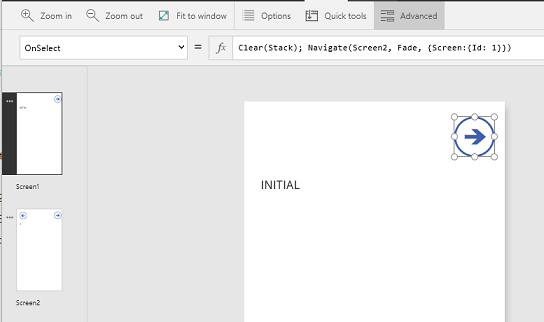 Zoom in Zoom out Fit to window Options Quick tools Advanced
OnSelect = fx Clear(Stack); Navigate(Screen2, Fade, {Screen:{Id: 1}})
INITIAL
Screen1
Screen2